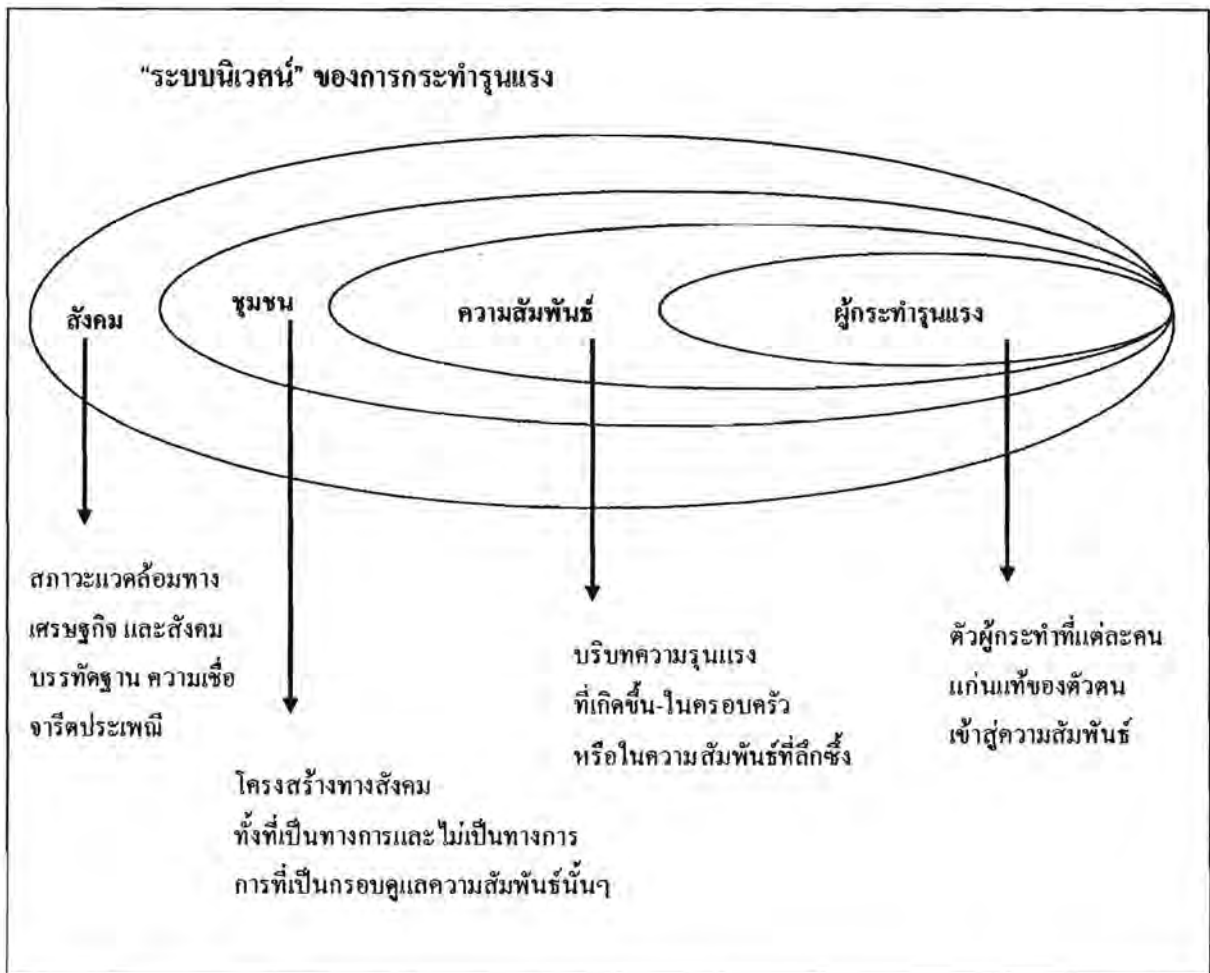 “ระบบนิเวศน์” ของการกระทำรุนแรง
สังคม
ชุมชน
ความสัมพันธ์
ผู้กระทำรุนแรง
สภาวะแวดล้อมทาง
เศรษฐกิจ และสังคม
บรรทัดฐาน ความเชื่อ
จารีตประเพณี
โครงสร้างทางสังคม
ทั้งที่เป็นทางการและไม่เป็นทางการ
การที่เป็นกรอบดูแลความสัมพันธ์นั้นๆ
บริบทความรุนแรง
ที่เกิดขึ้น-ในครอบครัว
หรือในความสัมพันธ์ที่ลึกซึ้ง
ตัวผู้กระทำที่แต่ละคน
แก่นแท้ของตัวตน
เข้าสู่ความสัมพันธ์